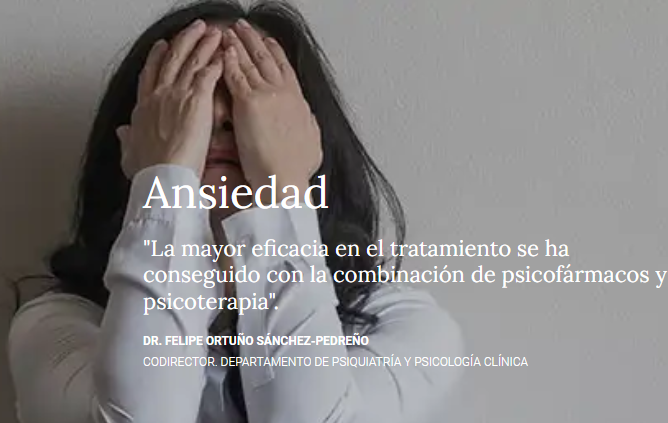 Ansiedad
"La mayor eficacia en el tratamiento se ha
conseguido con la combinación de psicofármacos y
psicoterapia".
DR. FELIPE ORTUÑO SÁNCHEZ-PEDREÑO
CODIRECTOR. DEPARTAMENTO DE PSIQUIATRÍA Y PSICOLOGÍA CLÍNICA